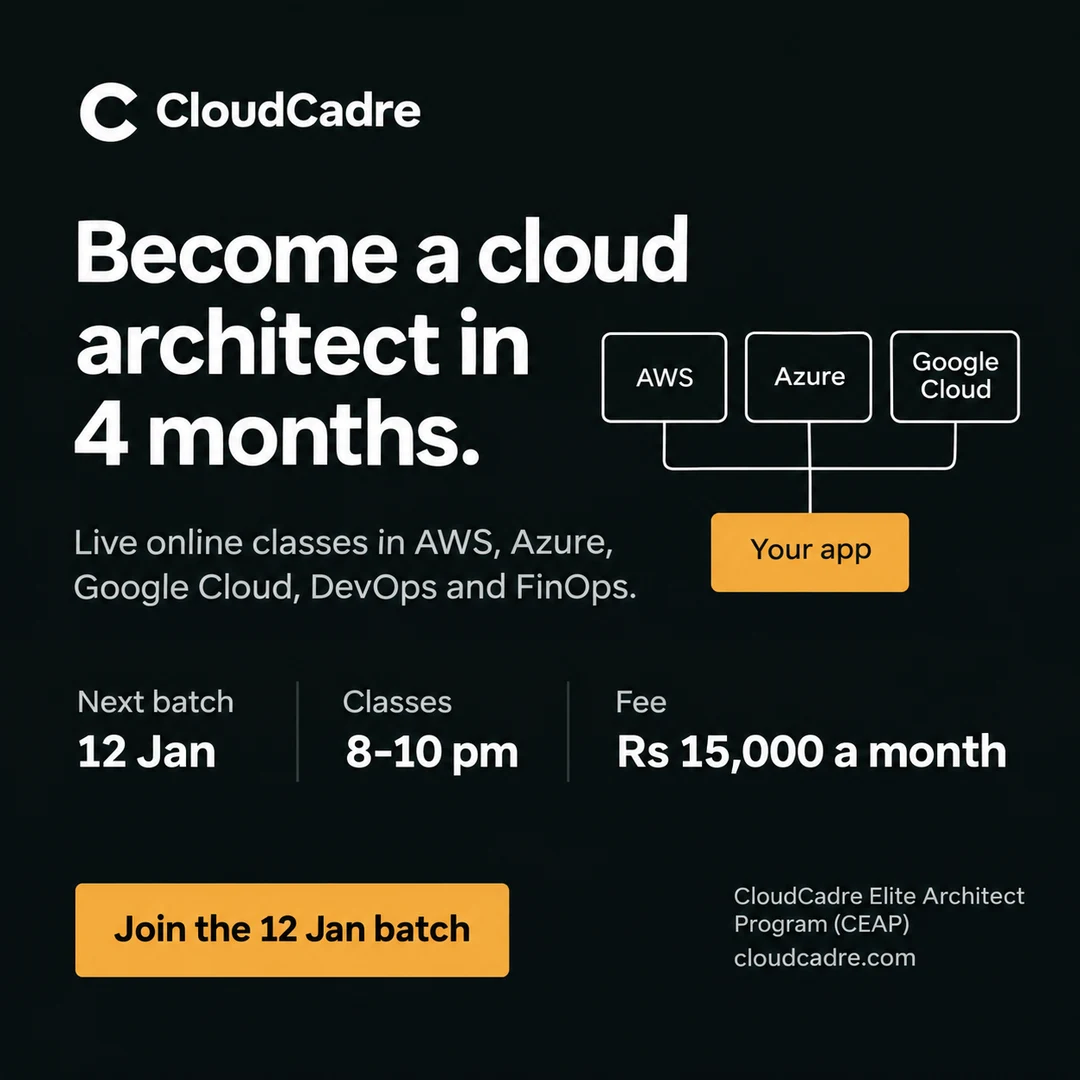 CloudCadre
Become a cloud
architect in
4 months.
AWS
Azure
Google
Cloud
Your app
Live online classes in AWS, Azure,
Google Cloud, DevOps and FinOps.
Next batch
12 Jan
Classes
8–10 pm
Fee
Rs 15,000 a month
Join the 12 Jan batch
CloudCadre Elite Architect
Program (CEAP)
cloudcadre.com